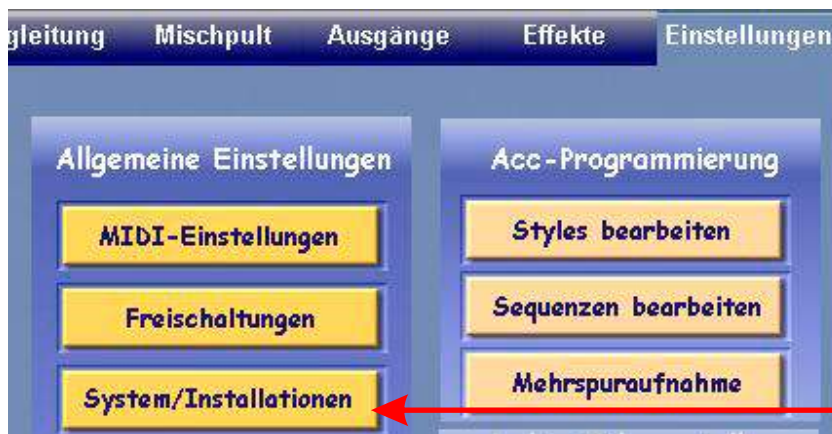 gleitung Mischpult Ausgänge Effekte Einstellungen
Allgemeine Einstellungen
MIDI-Einstellungen
Freischaltungen
System/Installationen
Acc-Programmierung
Styles bearbeiten
Sequenzen bearbeiten
Mehrspuraufnahme